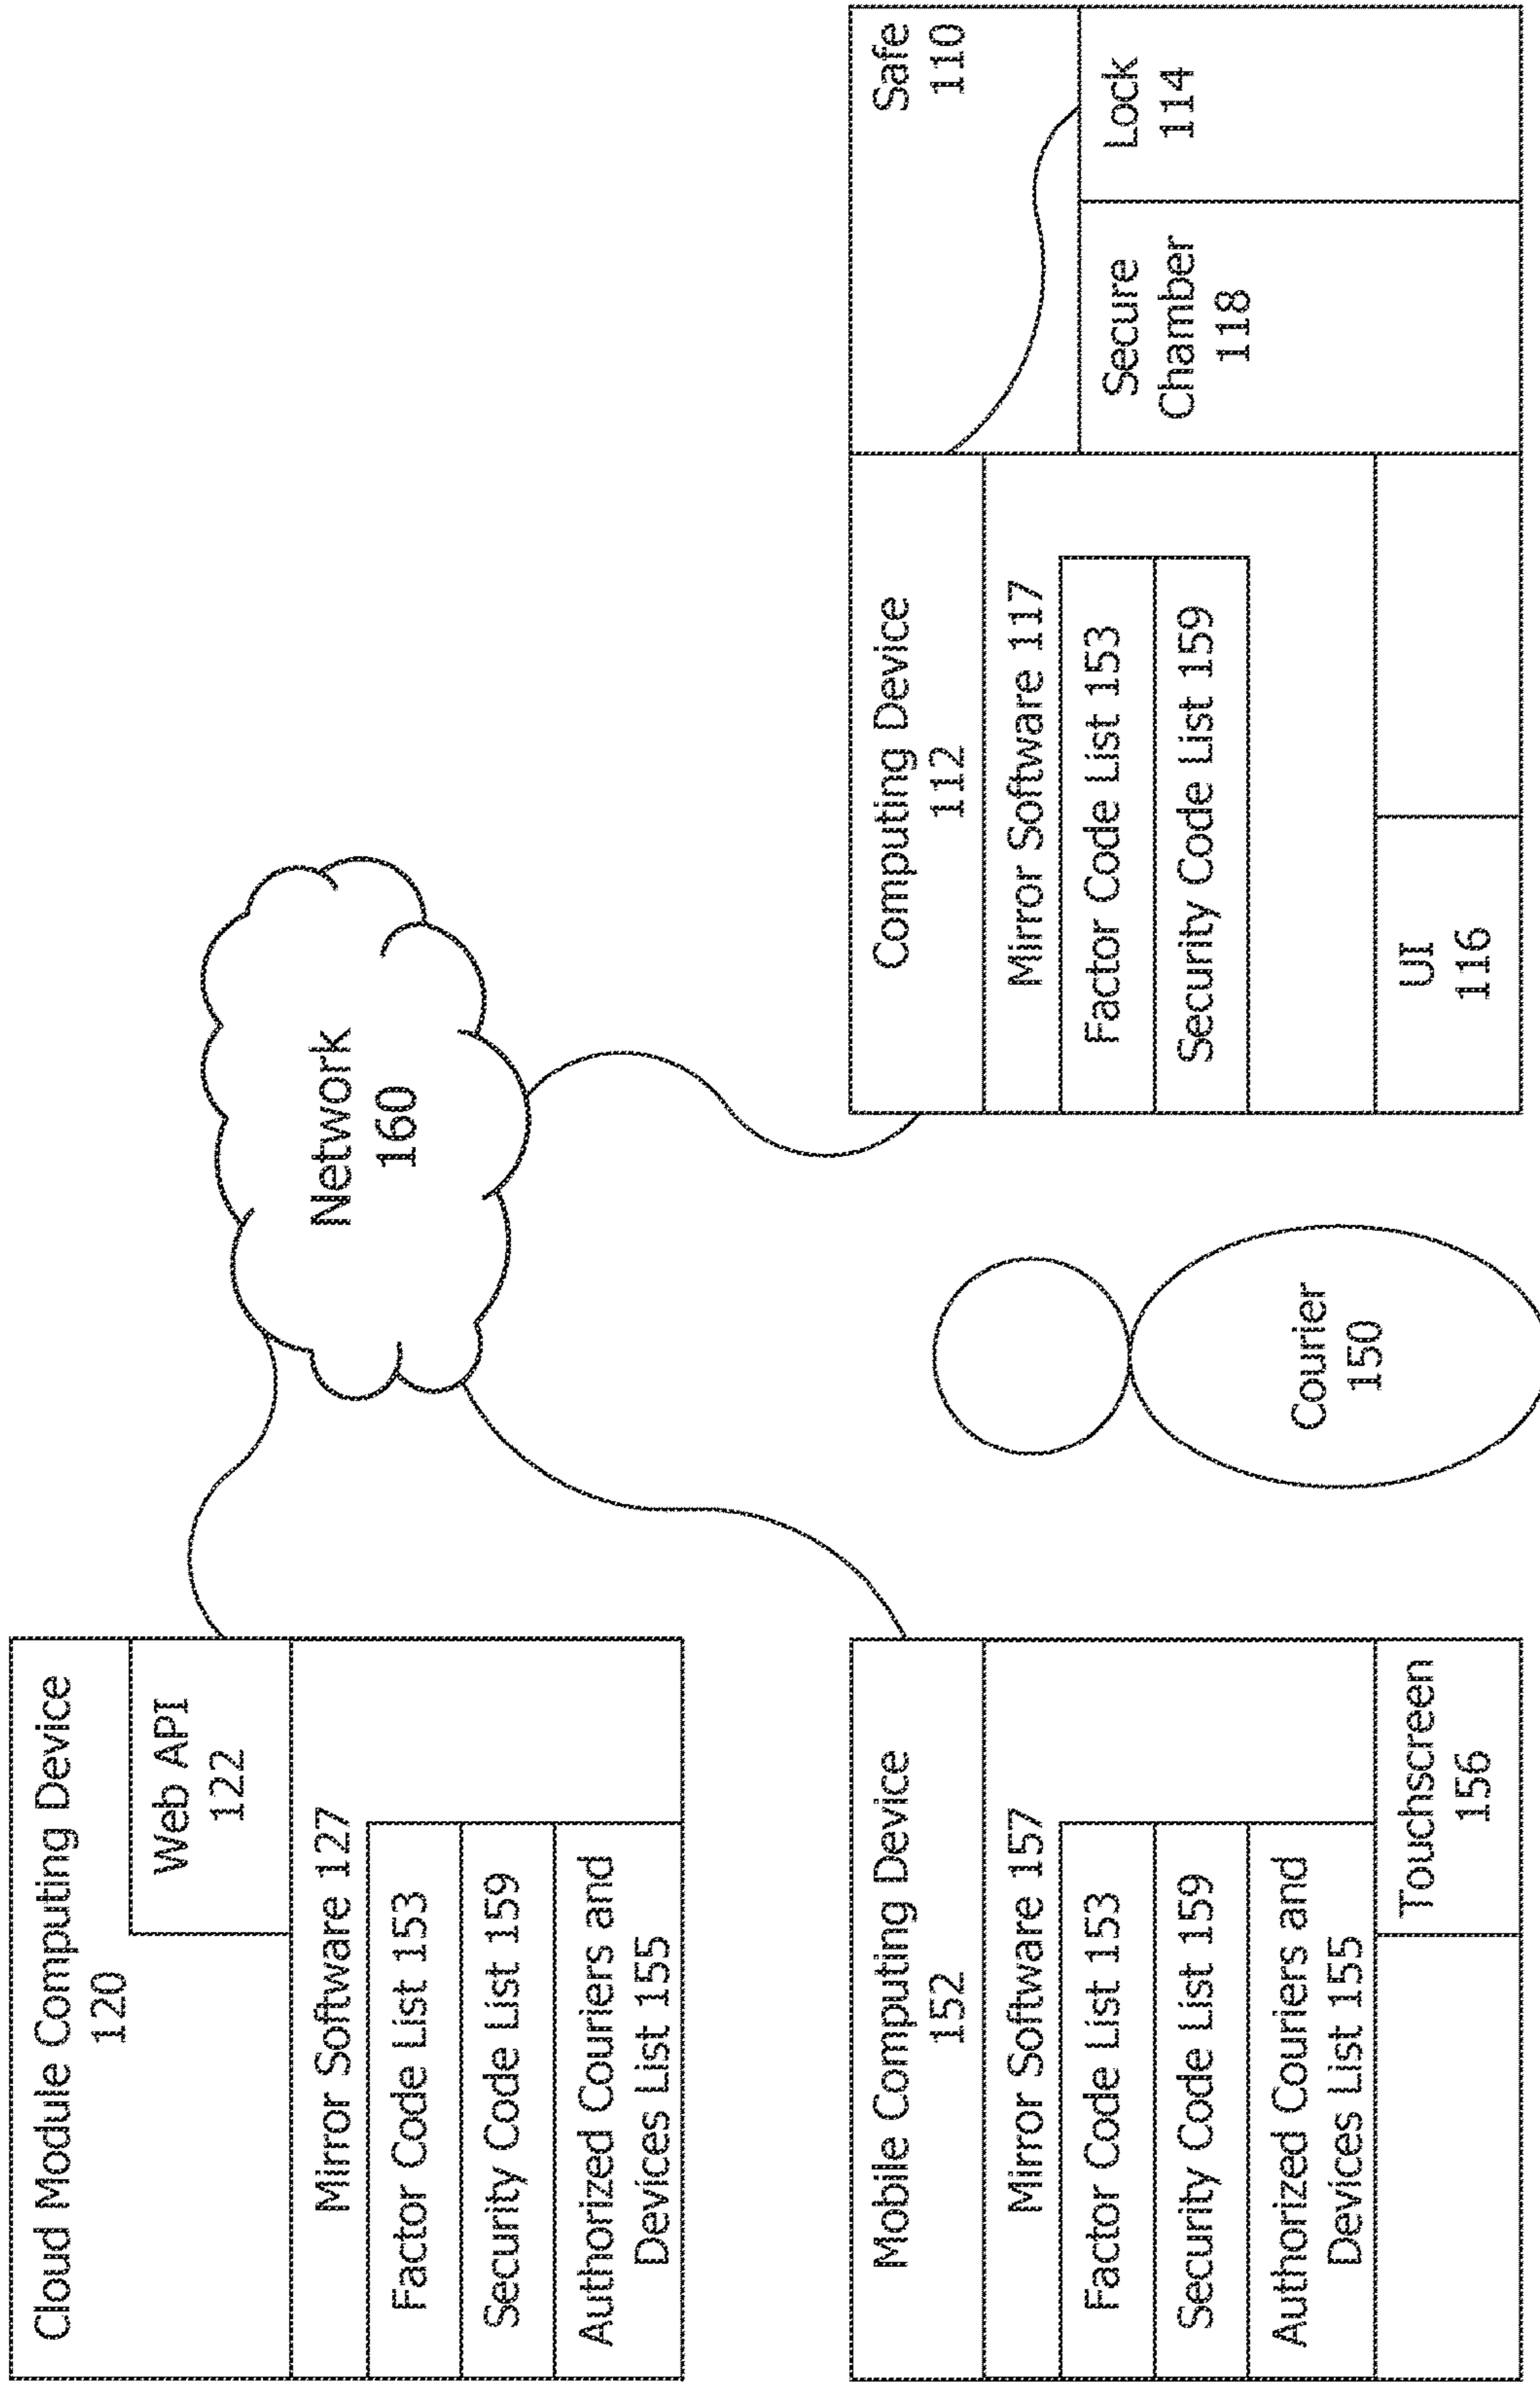 Cloud Module Computing Device
120
Web API
122
Mirror Software 127
Factor Code List 153
Security Code List 159
Authorized Couriers and
Devices List 155
Network
160
Mobile Computing Device
152
Mirror Software 157
Factor Code List 153
Security Code List 159
Authorized Couriers and
Devices List 155
Touchscreen
156
Courier
150
Computing Device
112
Mirror Software 117
Factor Code List 153
Security Code List 159
UI
116
Safe
110
Secure
Chamber
118
Lock
114